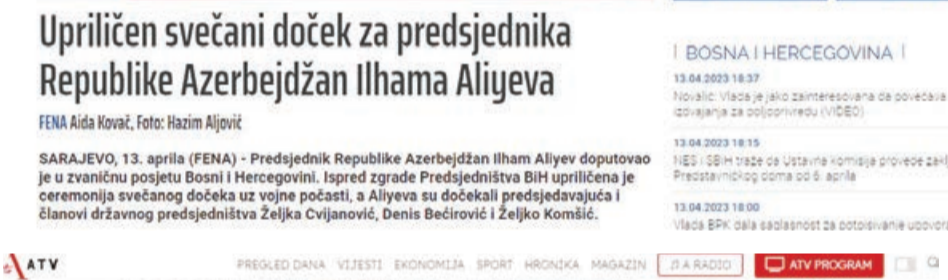 Upriličen svečani doček za predsjednika
Republike Azerbejdžan Ilhama Aliyeva
FENA Aida Kovač, Foto: Hazim Aljović
SARAJEVO, 13. aprila (FENA) - Predsjednik Republike Azerbejdžan Ilham Aliyev doputovao
je u zvaničnu posjetu Bosni i Hercegovini. Ispred zgrade Predsjedništva BiH upriličena je
ceremonija svečanog dočeka uz vojne počasti, a Aliyeva su dočekali predsjedavajuća i
članovi državnog predsjedništva Željka Cvijanović, Denis Bećirović i Željko Komšić.
| BOSNA I HERCEGOVINA |
13.04.2023 18:37
Novalic: Vlada je jako zainteresovana da povećava
izdvajanja za poljoprivredu (VIDEO)
13.04.2023 18:15
NES i SBiH traže da Ustavna komisija provede
Predstavničkog doma od 6. aprila
13.04.2023 18:00
Vlada BPK dala saglasnost za potpisivanje
ATV
PREGLED DANA VIJESTI EKONOMIJA SPORT HRONIKA MAGAZIN A RADIO ATV PROGRAM